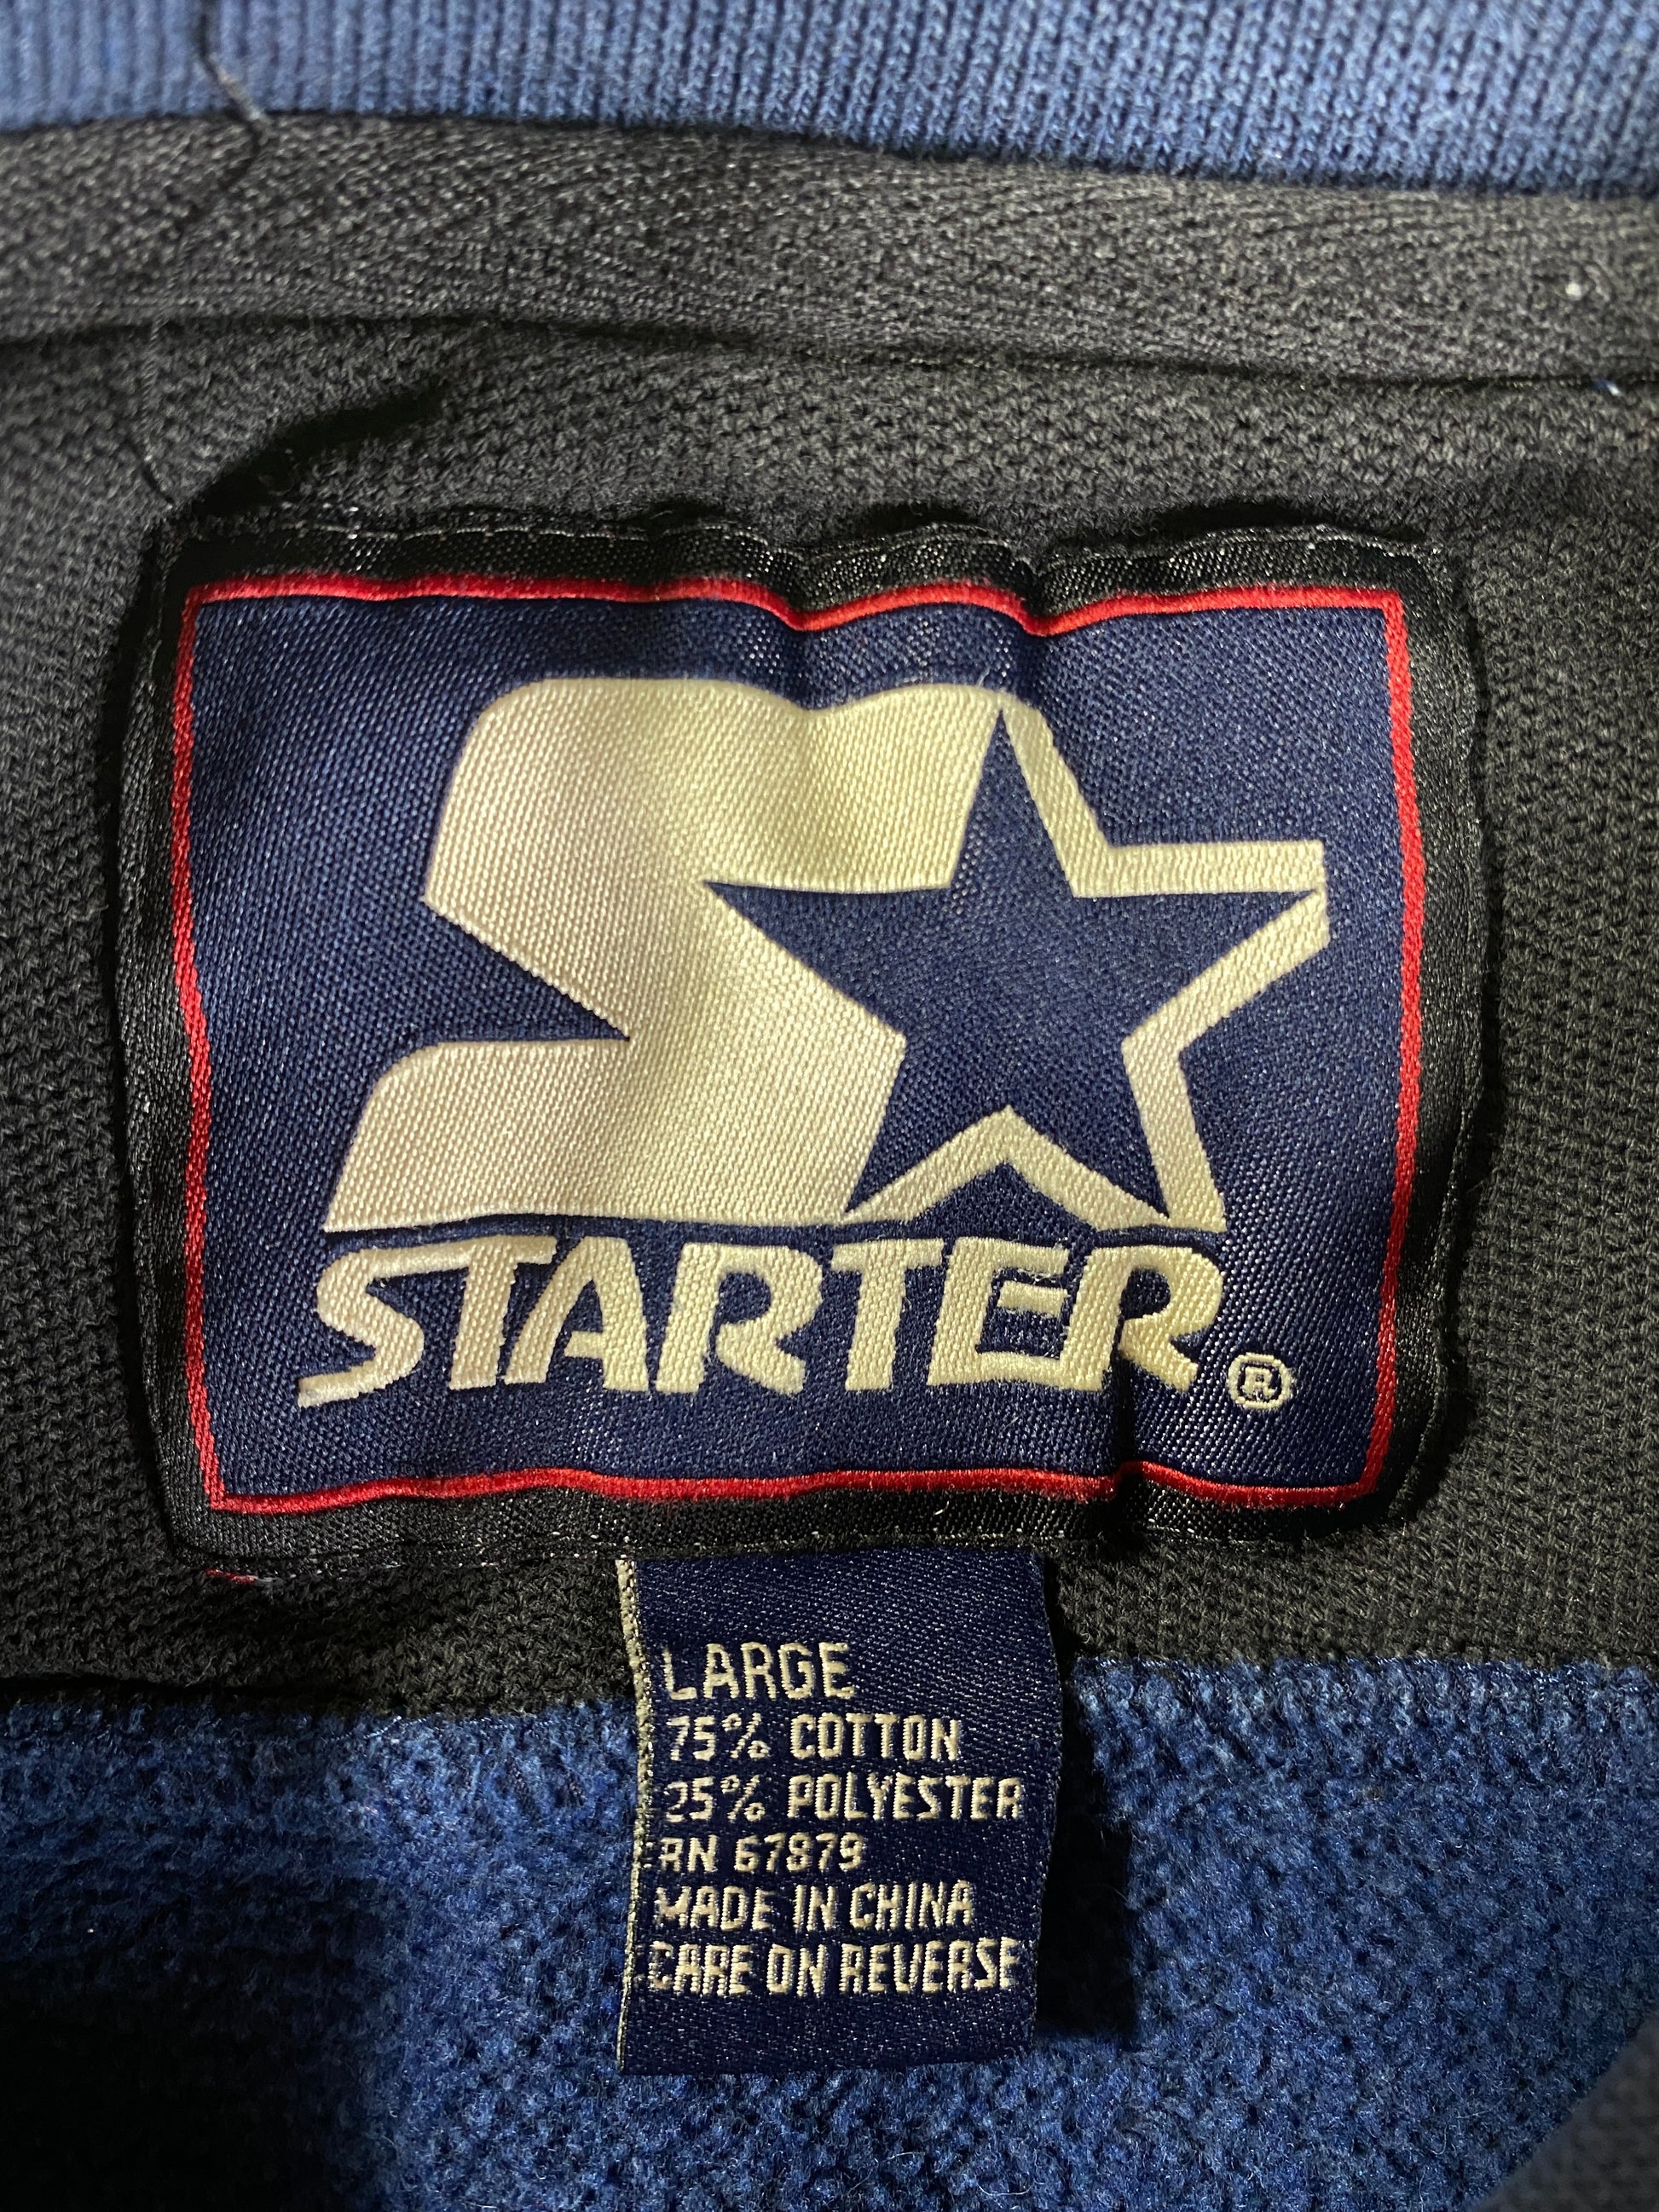 STARTER®
LARGE
75% COTTON
25% POLYESTER
RN 67879
MADE IN CHINA
CARE ON REVERSE